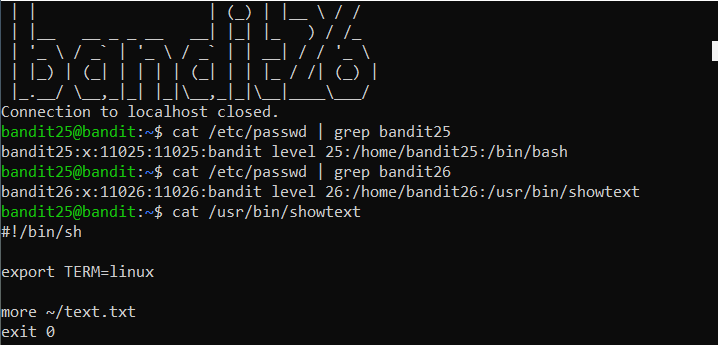 bandit26
Connection to localhost closed.
bandit25@bandit:~$ cat /etc/passwd | grep bandit25
bandit25:x:11025:11025:bandit level 25:/home/bandit25:/bin/bash
bandit25@bandit:~$ cat /etc/passwd | grep bandit26
bandit26:x:11026:11026:bandit level 26:/home/bandit26:/usr/bin/showtext
bandit25@bandit:~$ cat /usr/bin/showtext
#!/bin/sh
export TERM=linux
more ~/text.txt
exit 0